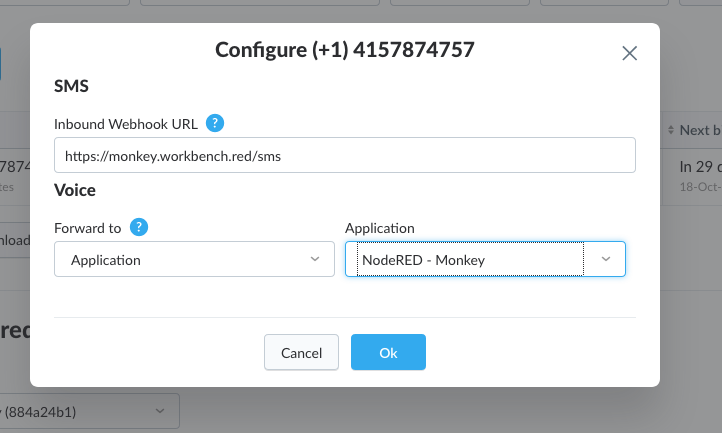 Configure (+1) 4157874757
SMS
Inbound Webhook URL ?
https://monkey.workbench.red/sms
Voice
Forward to ?
Application
Application
NodeRED - Monkey
Cancel
Ok
Next b
7874
In 29
tes
18-Oct-
nload
red
(884a24b1)